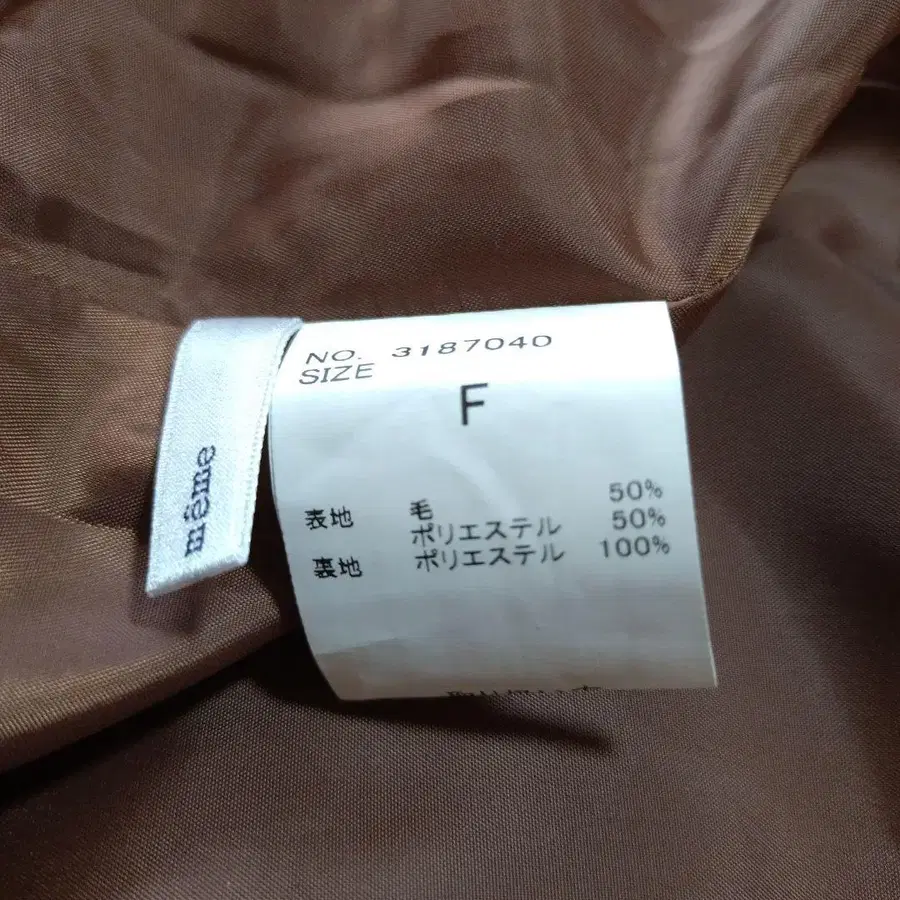 même
NO. 3187040
SIZE
F
表地 毛 50%
ポリエステル 50%
裏地 ポリエステル 100%